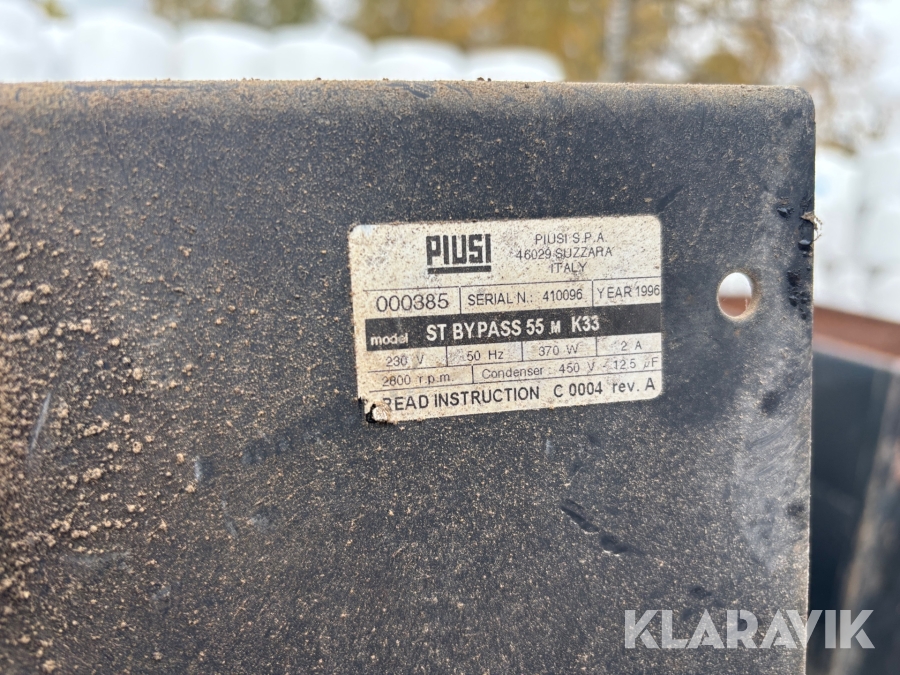 PIUSI
PIUSI S.P.A.
46029 SUZZARA
ITALY
000385 SERIAL N.: 410096 YEAR 1996
model ST BYPASS 55 M K33
230 V 50 Hz 370 W 2 A
2800 r.p.m. Condenser : 450 V - 12.5 µF
READ INSTRUCTION C 0004 rev. A
KLARAVIK